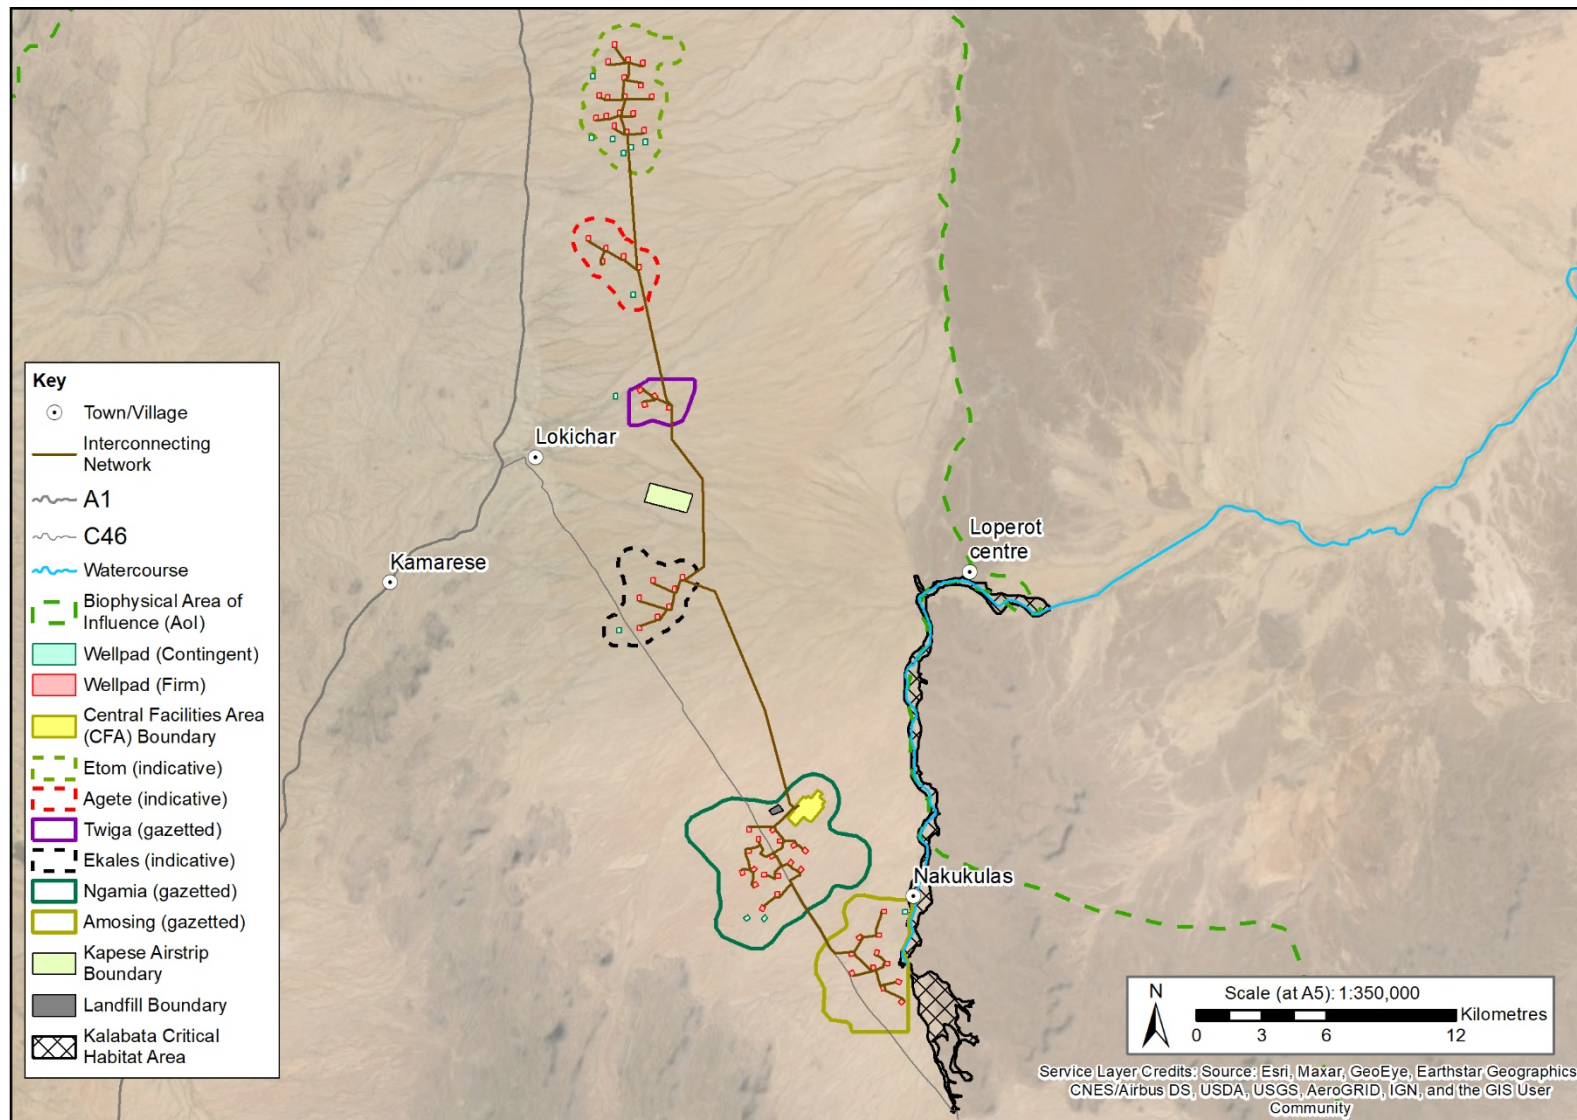 Lokichar
Kamarese
Loperot
centre
Nakukulas
Key
Town/Village
Interconnecting
Network
A1
C46
Watercourse
Biophysical Area of
Influence (AoI)
Wellpad (Contingent)
Wellpad (Firm)
Central Facilities Area
(CFA) Boundary
Etom (indicative)
Agete (indicative)
Twiga (gazetted)
Ekales (indicative)
Ngamia (gazetted)
Amosing (gazetted)
Kapese Airstrip
Boundary
Landfill Boundary
Kalabata Critical
Habitat Area
N
Scale (at A5): 1:350,000
Kilometres
0 3 6 12
Service Layer Credits: Source: Esri, Maxar, GeoEye, Earthstar Geographics,
CNES/Airbus DS, USDA, USGS, AeroGRID, IGN, and the GIS User
Community